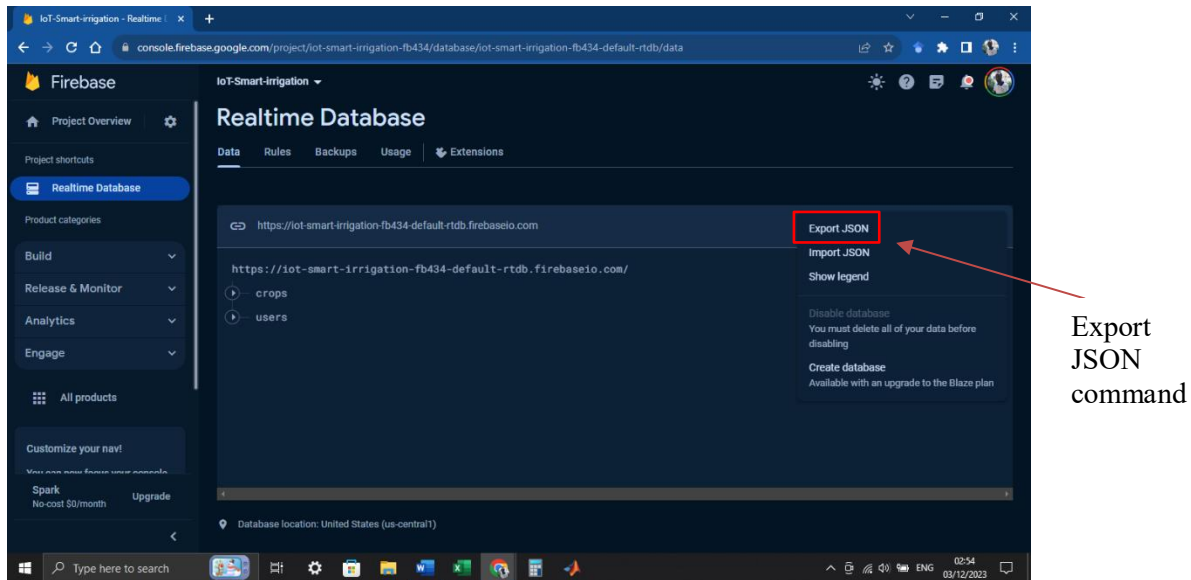 IoT-Smart-irrigation - Realtime
console.firebase.google.com/project/iot-smart-irrigation-fb434/database/iot-smart-irrigation-fb434-default-rtdb/data
Firebase
IoT-Smart-irrigation
Project Overview
Realtime Database
Data Rules Backups Usage Extensions
Project shortcuts
Realtime Database
Product categories
Build
Release & Monitor
Analytics
Engage
All products
Customize your nav!
You can now focus your console
Spark
No-cost $0/month
Upgrade
https://iot-smart-irrigation-fb434-default-rtdb.firebaseio.com
https://iot-smart-irrigation-fb434-default-rtdb.firebaseio.com/
crops
users
Export JSON
Import JSON
Show legend
Disable database
You must delete all of your data before
disabling
Create database
Available with an upgrade to the Blaze plan
Database location: United States (us-central1)
Type here to search
ENG
02:54
03/12/2023
Export
JSON
command